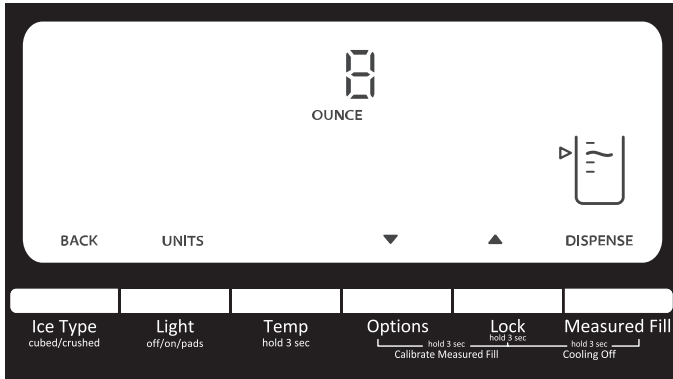 8
OUNCE
BACK UNITS ▼ ▲ DISPENSE
Ice Type Light Temp Options Lock Measured Fill
cubed/crushed off/on/pads hold 3 sec hold 3 sec hold 3 sec hold 3 sec
Calibrate Measured Fill Cooling Off